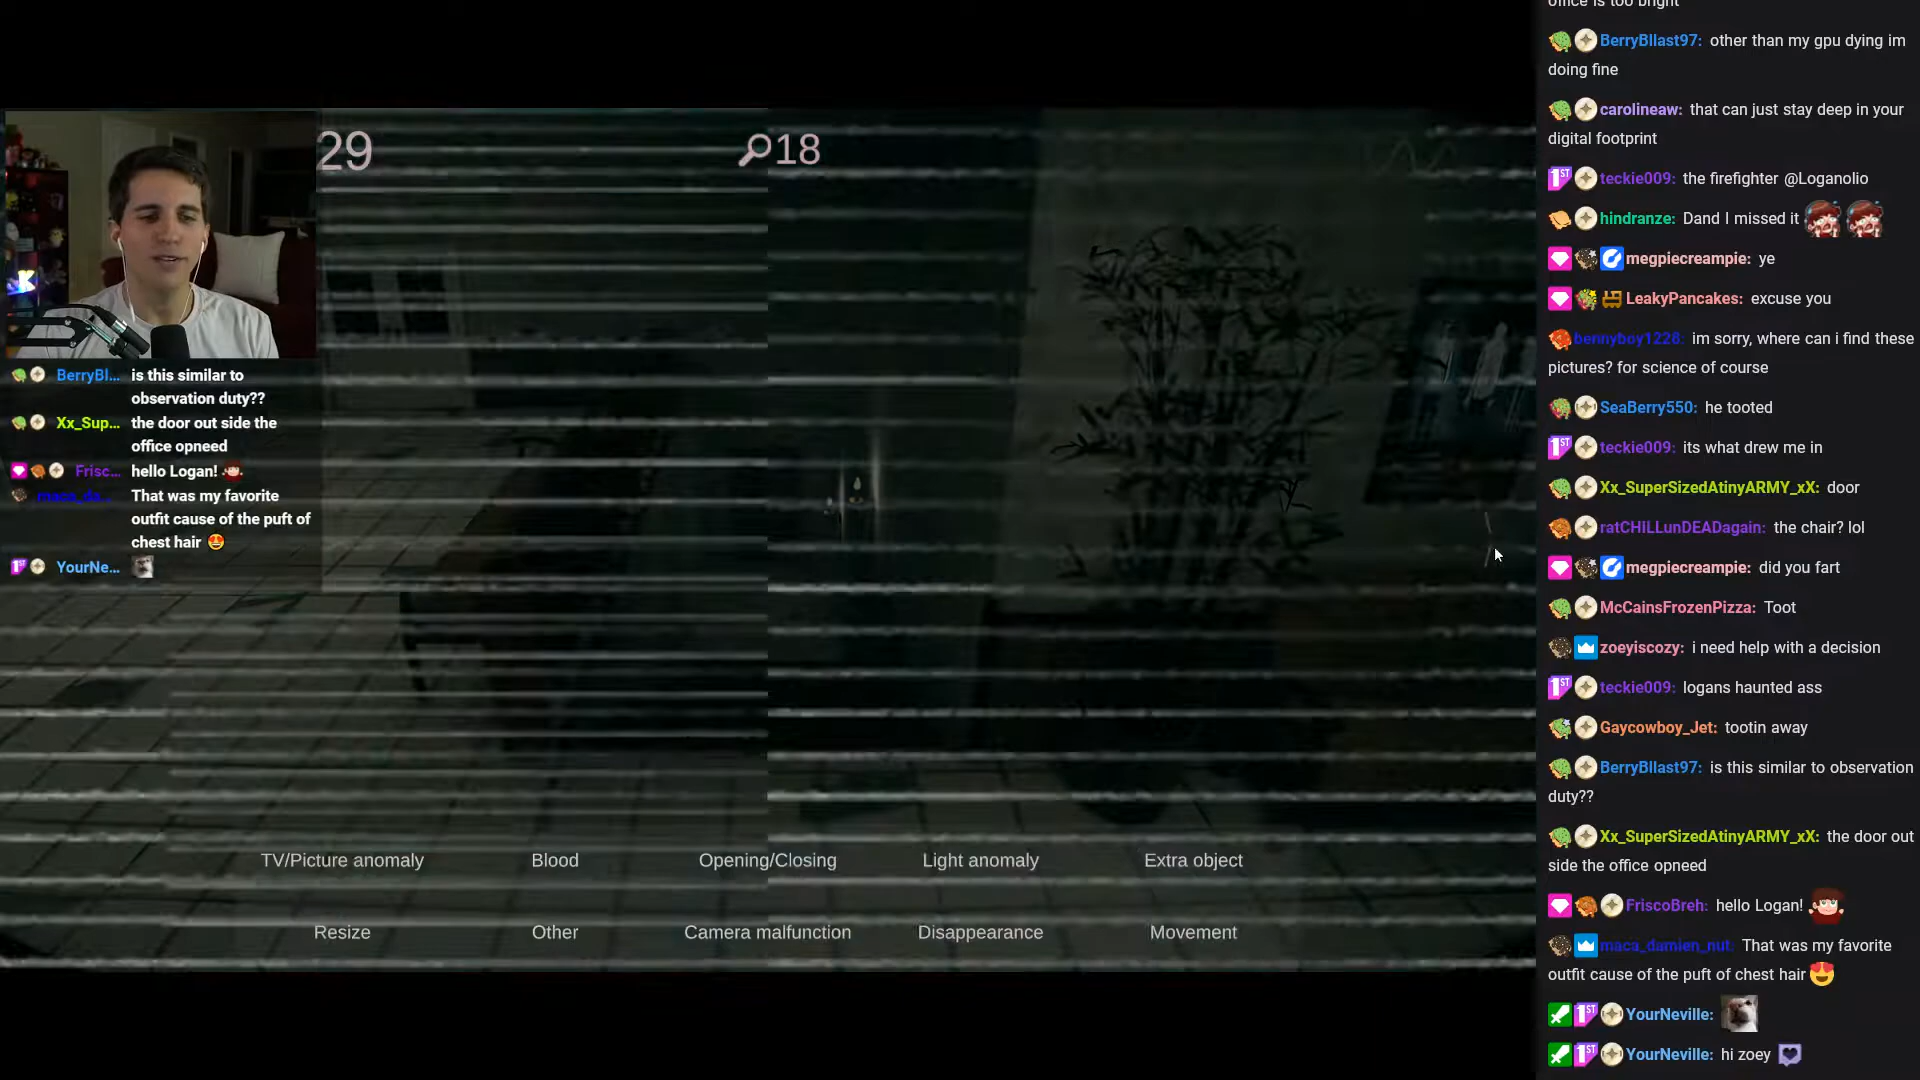 29
18
BerryBl... is this similar to
observation duty??
Xx_Sup... the door out side the
office opneed
Frisc... hello Logan!
maca_da... That was my favorite
outfit cause of the puft of
chest hair
YourNe...
TV/Picture anomaly Blood Opening/Closing Light anomaly Extra object
Resize Other Camera malfunction Disappearance Movement
office is too bright
BerryBllast97: other than my gpu dying im
doing fine
carolineaw: that can just stay deep in your
digital footprint
teckie009: the firefighter @Loganolio
hindranze: Dand I missed it
megpiecreampie: ye
LeakyPancakes: excuse you
bennyboy1228: im sorry, where can i find these
pictures? for science of course
SeaBerry550: he tooted
teckie009: its what drew me in
Xx_SuperSizedAtinyARMY_xX: door
ratCHILLunDEADagain: the chair? lol
megpiecreampie: did you fart
McCainsFrozenPizza: Toot
zoeyiscozy: i need help with a decision
teckie009: logans haunted ass
Gaycowboy_Jet: tootin away
BerryBllast97: is this similar to observation
duty??
Xx_SuperSizedAtinyARMY_xX: the door out
side the office opneed
FriscoBreh: hello Logan!
maca_damien_nut: That was my favorite
outfit cause of the puft of chest hair
YourNeville:
YourNeville: hi zoey